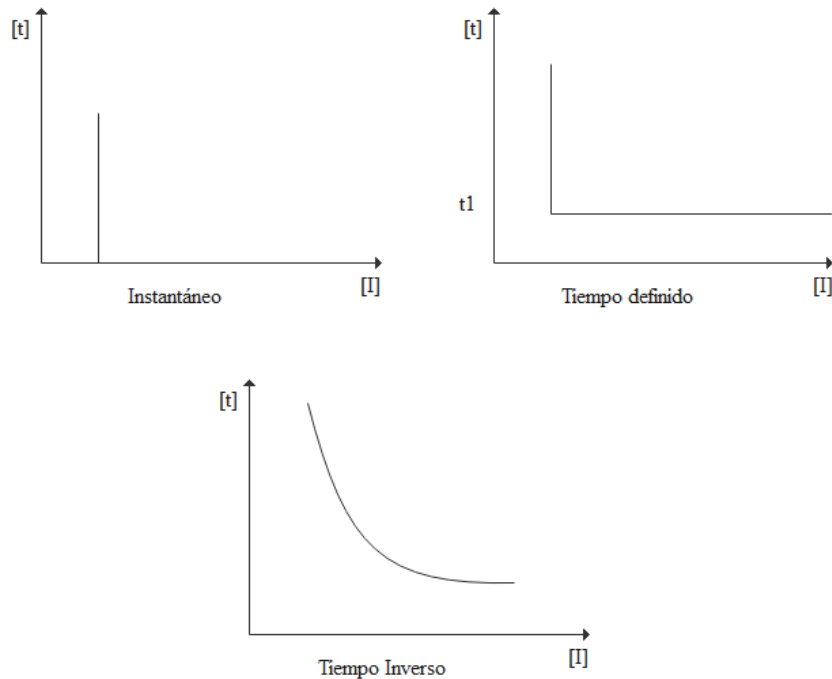 [t]
[I]
Instantáneo
[t]
t1
[I]
Tiempo definido
[t]
[I]
Tiempo Inverso